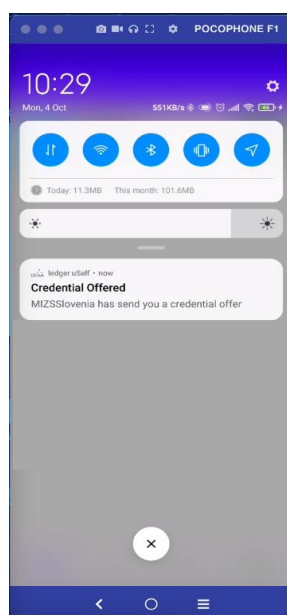 POCOPHONE F1
10:29
Mon, 4 Oct
551KB/s
Today: 11.3MB This month: 101.6MB
ledger uSelf • now
Credential Offered
MIZSSlovenia has send you a credential offer